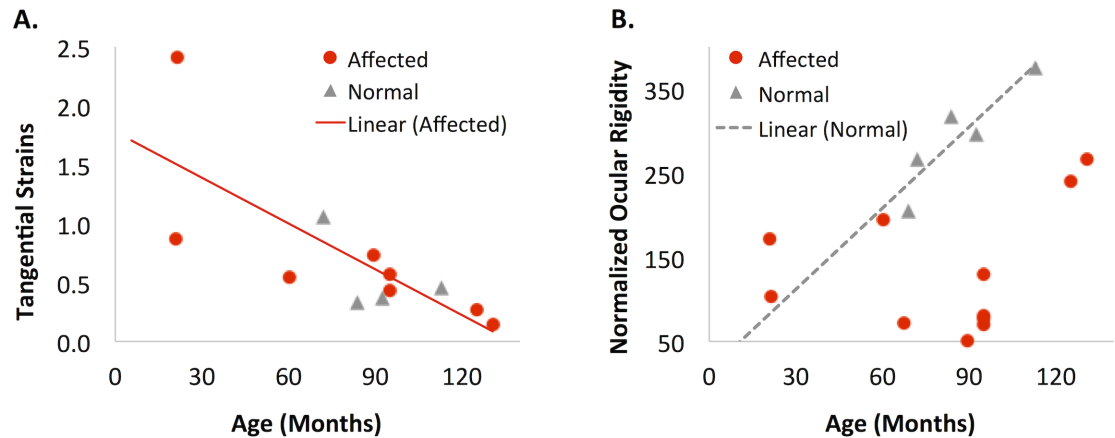 A.
Tangential Strains
2.5
2.0
1.5
1.0
0.5
0.0
Affected
Normal
Linear (Affected)
0 30 60 90 120
Age (Months)
B.
Normalized Ocular Rigidity
350
250
150
50
Affected
Normal
Linear (Normal)
0 30 60 90 120
Age (Months)